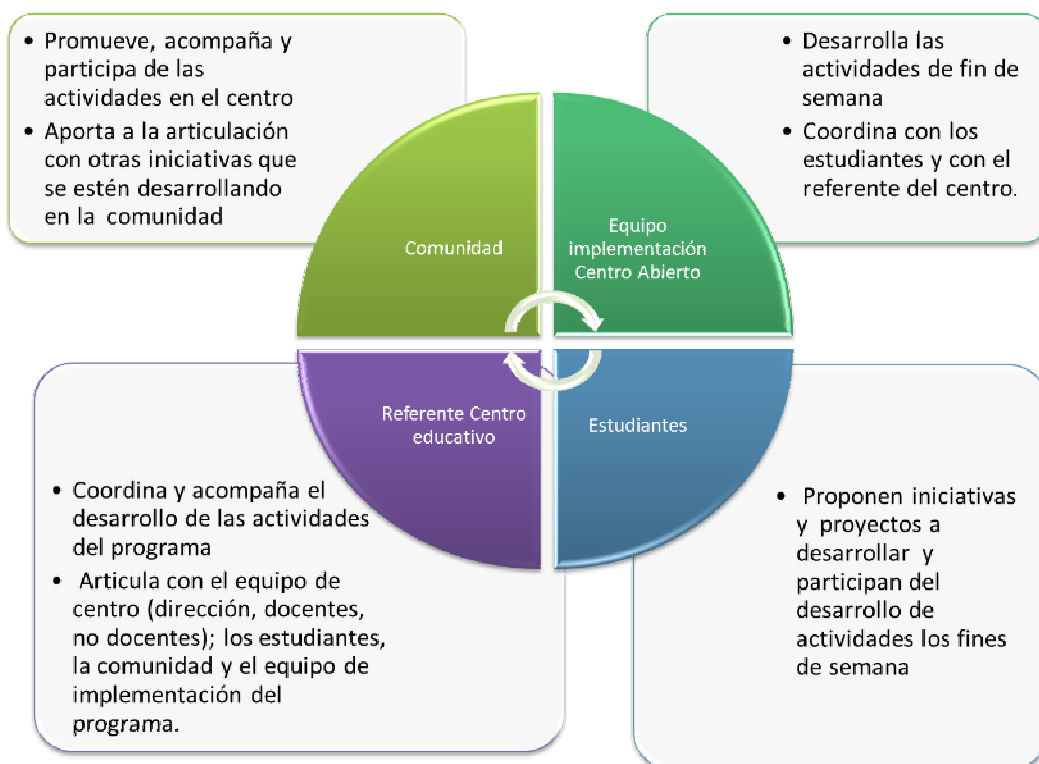 • Promueve, acompaña y
participa de las
actividades en el centro
• Aporta a la articulación
con otras iniciativas que
se estén desarrollando
en la comunidad
• Desarrolla las
actividades de fin de
semana
• Coordina con los
estudiantes y con el
referente del centro.
Comunidad
Equipo
implementación
Centro Abierto
Referente Centro
educativo
Estudiantes
• Coordina y acompaña el
desarrollo de las actividades
del programa
• Articula con el equipo de
centro (dirección, docentes,
no docentes); los estudiantes,
la comunidad y el equipo de
implementación del
programa.
• Proponen iniciativas
y proyectos a
desarrollar y
participan del
desarrollo de
actividades los fines
de semana